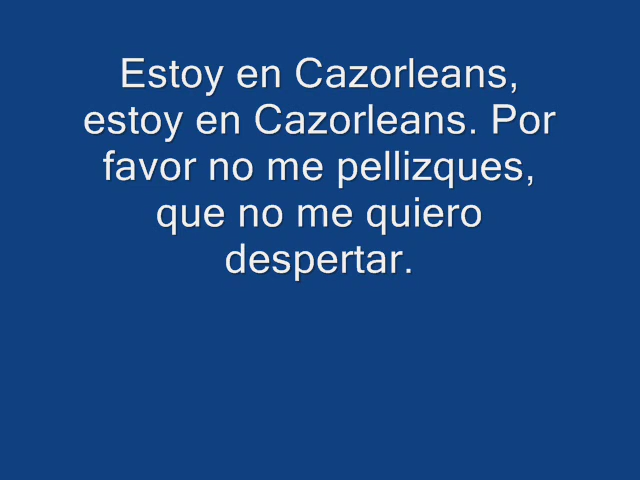 Estoy en Cazorleans,
estoy en Cazorleans. Por
favor no me pellizques,
que no me quiero
despertar.